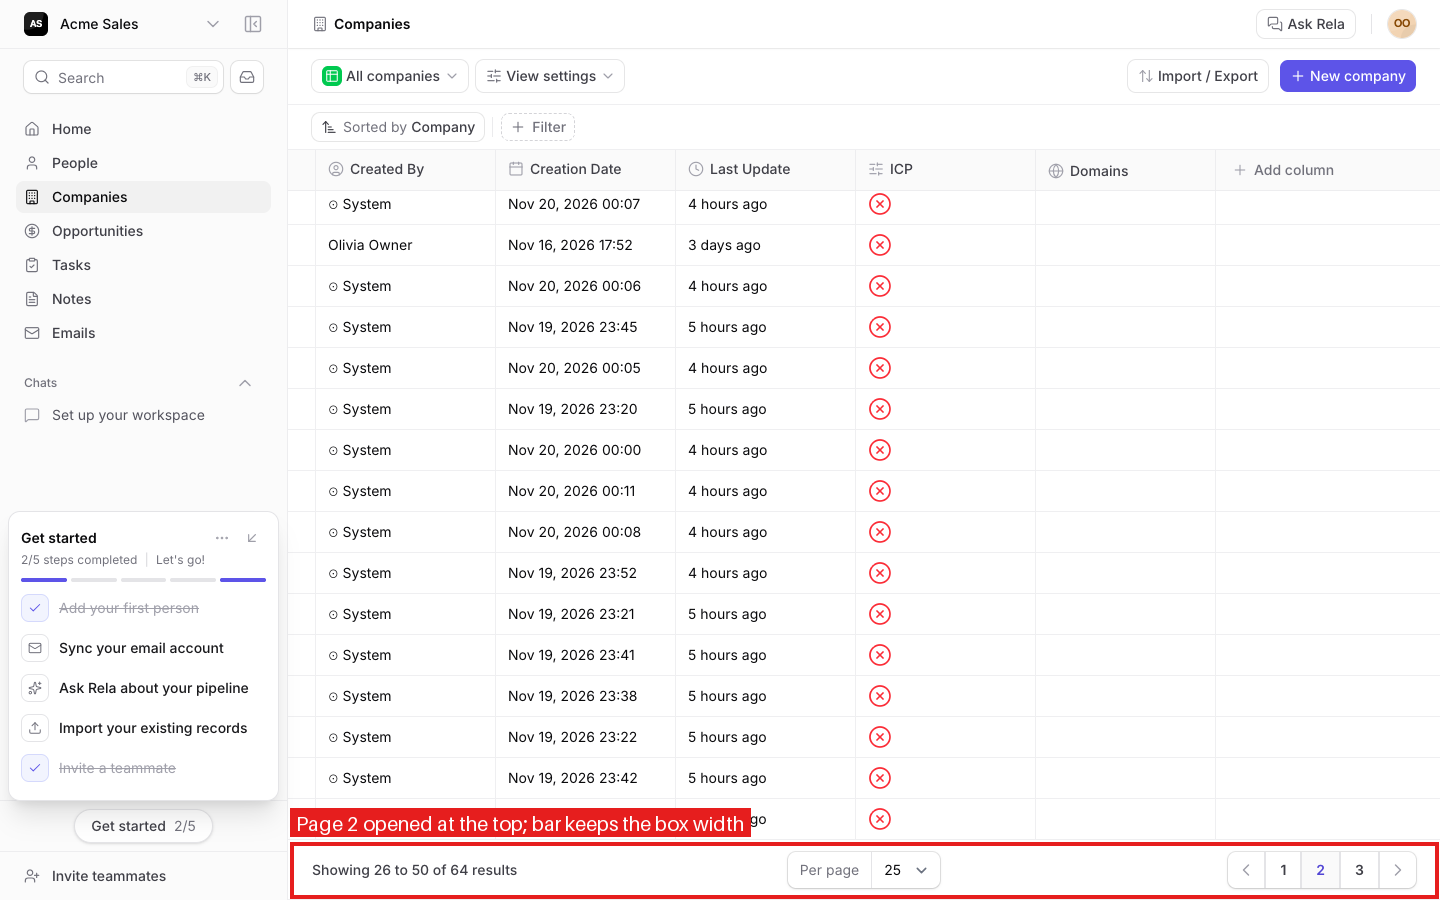 AS Acme Sales
Search ⌘K
Home
People
Companies
Opportunities
Tasks
Notes
Emails
Chats
Set up your workspace
Get started
2/5 steps completed Let's go!
Add your first person
Sync your email account
Ask Rela about your pipeline
Import your existing records
Invite a teammate
Get started 2/5
Invite teammates
Companies
Ask Rela
OO
All companies
View settings
Import / Export
New company
Sorted by Company
Filter
Created By Creation Date Last Update ICP Domains Add column
System Nov 20, 2026 00:07 4 hours ago
Olivia Owner Nov 16, 2026 17:52 3 days ago
System Nov 20, 2026 00:06 4 hours ago
System Nov 19, 2026 23:45 5 hours ago
System Nov 20, 2026 00:05 4 hours ago
System Nov 19, 2026 23:20 5 hours ago
System Nov 20, 2026 00:00 4 hours ago
System Nov 20, 2026 00:11 4 hours ago
System Nov 20, 2026 00:08 4 hours ago
System Nov 19, 2026 23:52 4 hours ago
System Nov 19, 2026 23:21 5 hours ago
System Nov 19, 2026 23:41 5 hours ago
System Nov 19, 2026 23:38 5 hours ago
System Nov 19, 2026 23:22 5 hours ago
System Nov 19, 2026 23:42 5 hours ago
Page 2 opened at the top; bar keeps the box width go
Showing 26 to 50 of 64 results
Per page 25
1 2 3